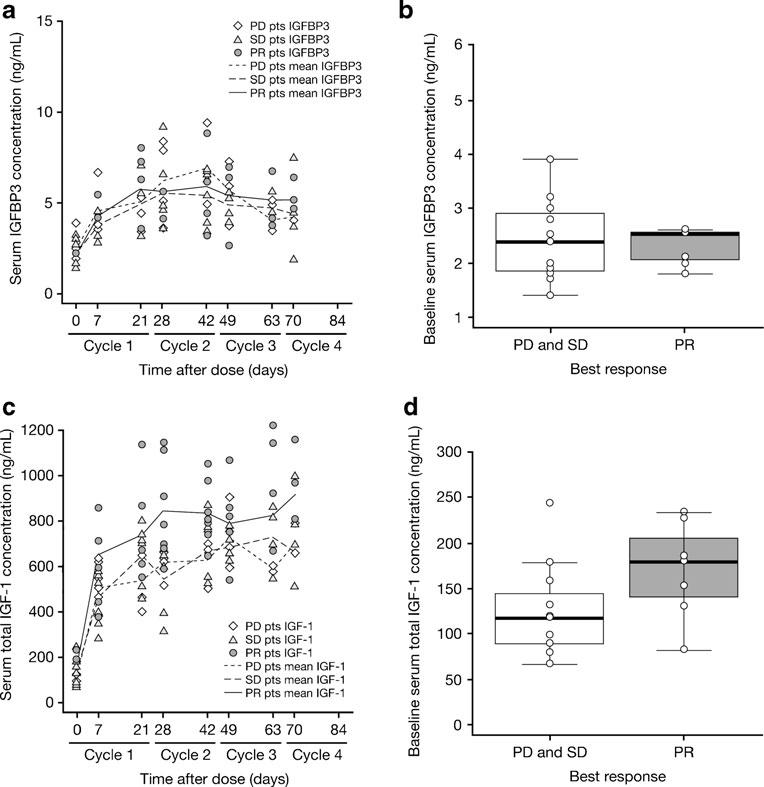 a
Serum IGFBP3 concentration (ng/mL)
15
10
5
0
PD pts IGFBP3
SD pts IGFBP3
PR pts IGFBP3
PD pts mean IGFBP3
SD pts mean IGFBP3
PR pts mean IGFBP3
0 7 21 28 42 49 63 70 84
Cycle 1 Cycle 2 Cycle 3 Cycle 4
Time after dose (days)
b
Baseline serum IGFBP3 concentration (ng/mL)
6
5
4
3
2
1
PD and SD PR
Best response
c
Serum total IGF-1 concentration (ng/mL)
1200
1000
800
600
400
200
0
PD pts IGF-1
SD pts IGF-1
PR pts IGF-1
PD pts mean IGF-1
SD pts mean IGF-1
PR pts mean IGF-1
0 7 21 28 42 49 63 70 84
Cycle 1 Cycle 2 Cycle 3 Cycle 4
Time after dose (days)
d
Baseline serum total IGF-1 concentration (ng/mL)
300
250
200
150
100
50
0
PD and SD PR
Best response